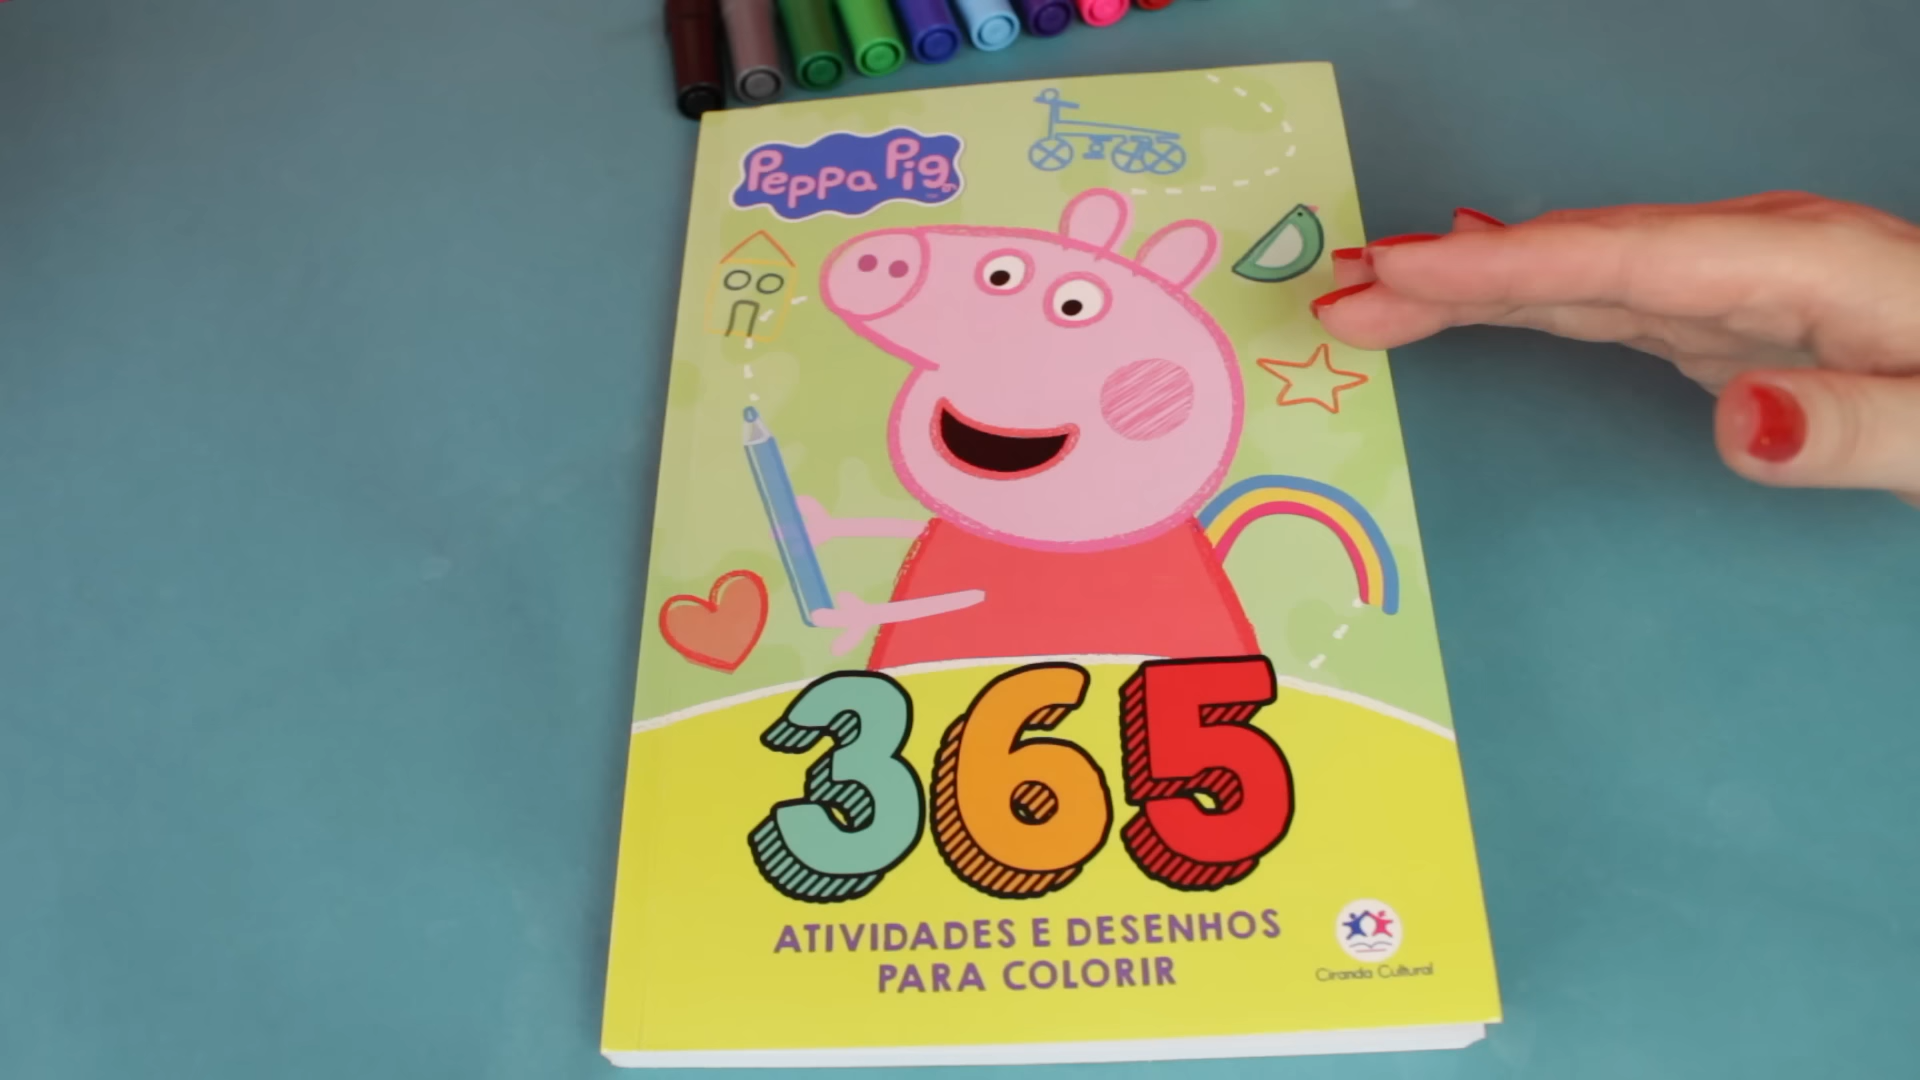 Peppa Pig
365
ATIVIDADES E DESENHOS
PARA COLORIR
Ciranda Cultural